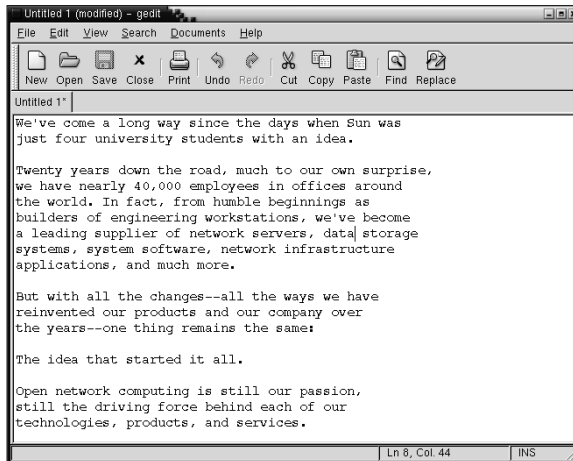 Untitled 1 (modified) - gedit
File Edit View Search Documents Help
New Open Save Close Print Undo Redo Cut Copy Paste Find Replace
Untitled 1*
We've come a long way since the days when Sun was
just four university students with an idea.
Twenty years down the road, much to our own surprise,
we have nearly 40,000 employees in offices around
the world. In fact, from humble beginnings as
builders of engineering workstations, we've become
a leading supplier of network servers, data storage
systems, system software, network infrastructure
applications, and much more.
But with all the changes--all the ways we have
reinvented our products and our company over
the years--one thing remains the same:
The idea that started it all.
Open network computing is still our passion,
still the driving force behind each of our
technologies, products, and services.
Ln 8, Col. 44 INS